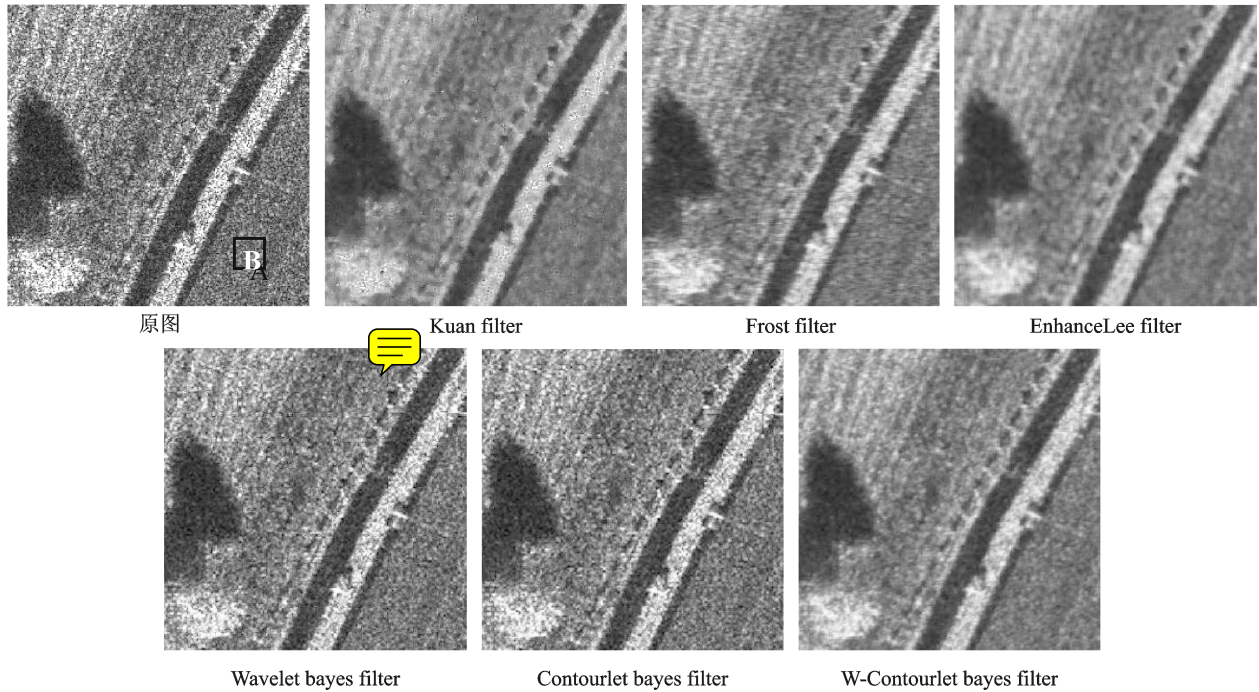 B
A
原图
Kuan filter
Frost filter
EnhanceLee filter
Wavelet bayes filter
Contourlet bayes filter
W-Contourlet bayes filter